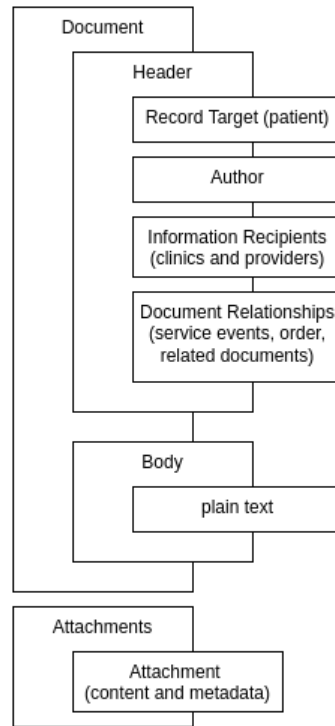 Document
Header
Record Target (patient)
Author
Information Recipients
(clinics and providers)
Document Relationships
(service events, order,
related documents)
Body
plain text
Attachments
Attachment
(content and metadata)